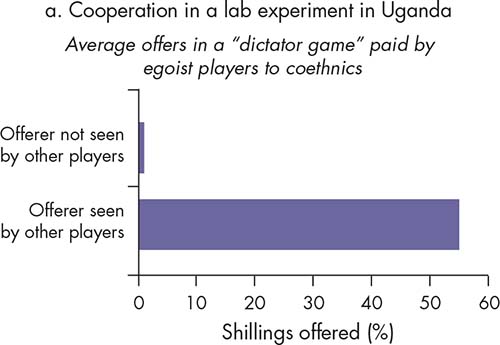 a. Cooperation in a lab experiment in Uganda
Average offers in a “dictator game” paid by
egoist players to coethnics
Offerer not seen
by other players
Offerer seen
by other players
0 10 20 30 40 50 60
Shillings offered (%)